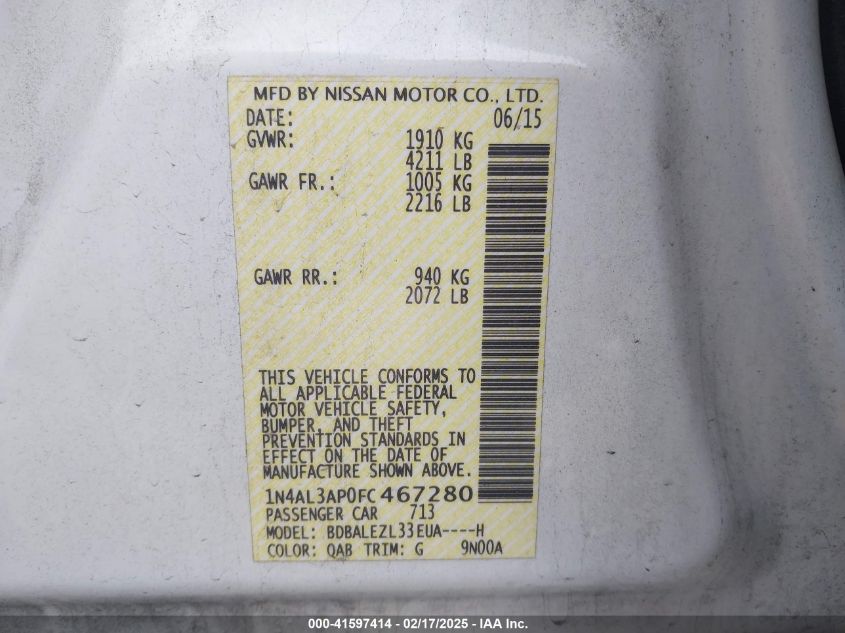 MFD BY NISSAN MOTOR CO., LTD.
DATE: 06/15
GVWR: 1910 KG
4211 LB
GAWR FR.: 1005 KG
2216 LB
GAWR RR.: 940 KG
2072 LB
THIS VEHICLE CONFORMS TO
ALL APPLICABLE FEDERAL
MOTOR VEHICLE SAFETY,
BUMPER, AND THEFT
PREVENTION STANDARDS IN
EFFECT ON THE DATE OF
MANUFACTURE SHOWN ABOVE.
1N4AL3AP0FC467280
PASSENGER CAR 713
MODEL: BDBALEZL33EUA----H
COLOR: QAB TRIM: G 9N00A
000-41597414 - 02/17/2025 - IAA Inc.